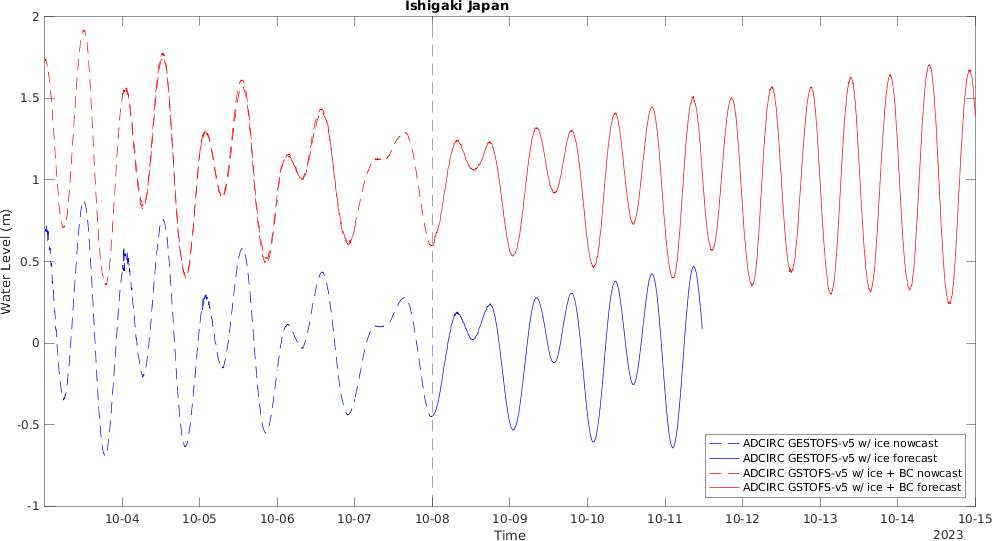 Ishigaki Japan
2
1.5
1
0.5
0
-0.5
-1
Water Level (m)
10-04 10-05 10-06 10-07 10-08 10-09 10-10 10-11 10-12 10-13 10-14 10-15
Time
2023
ADCIRC GESTOFS-v5 w/ ice nowcast
ADCIRC GESTOFS-v5 w/ ice forecast
ADCIRC GSTOFS-v5 w/ ice + BC nowcast
ADCIRC GSTOFS-v5 w/ ice + BC forecast